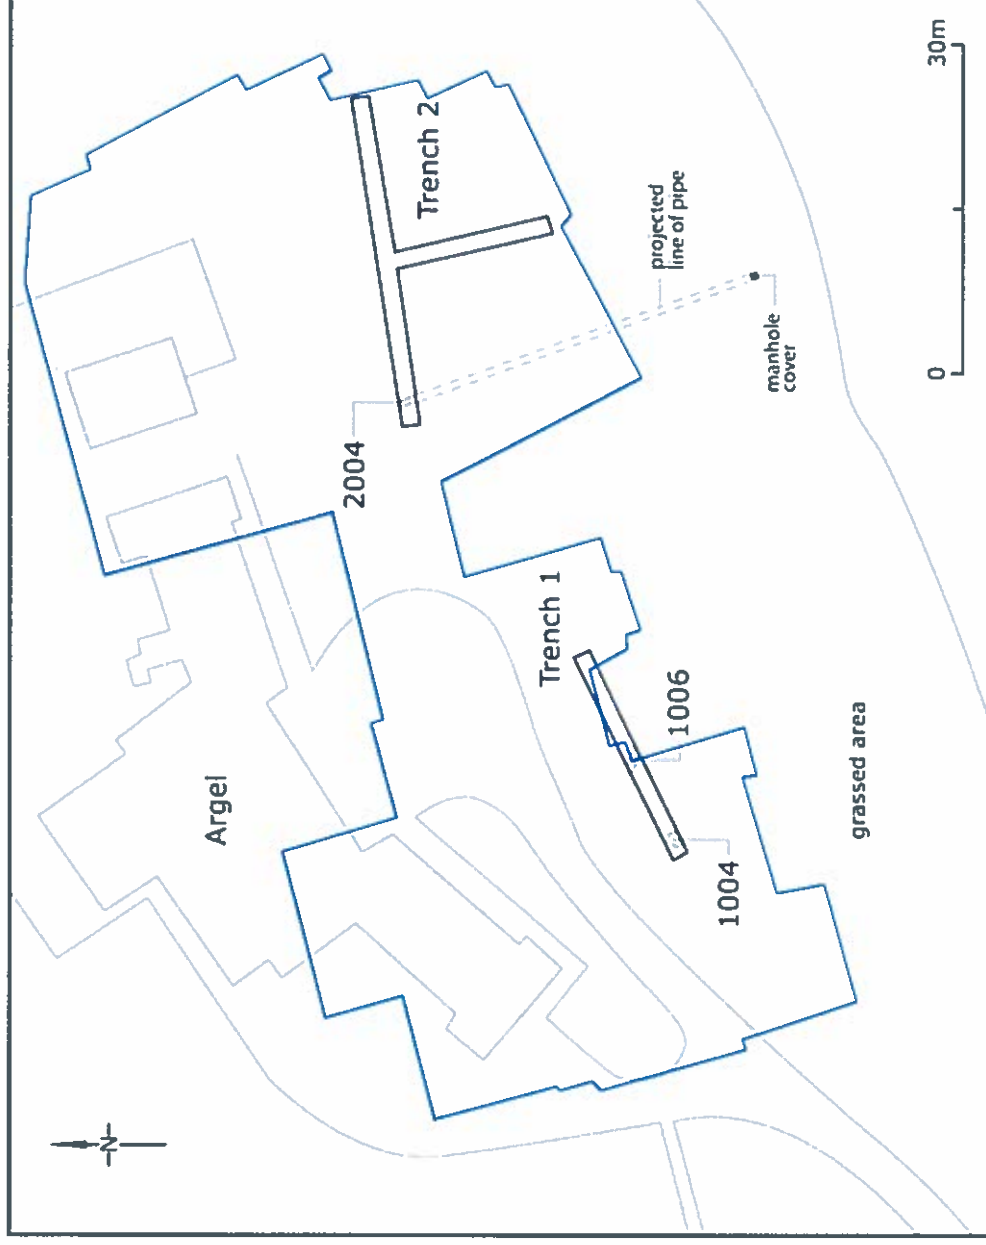 N
Argel
2004
Trench 2
Trench 1
1006
1004
projected
line of pipe
manhole
cover
grassed area
0
30m